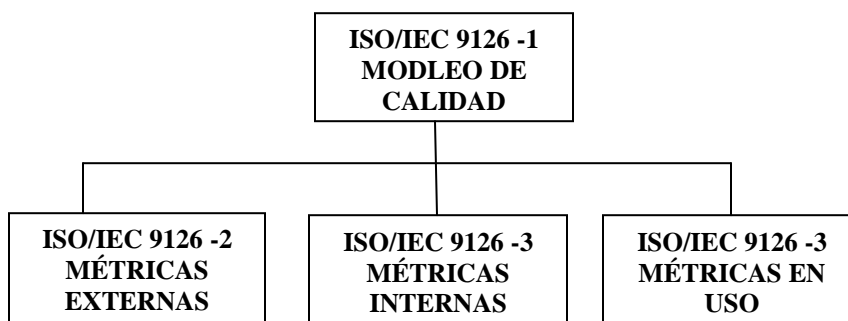 ISO/IEC 9126 -1
MODLEO DE
CALIDAD
ISO/IEC 9126 -2
MÉTRICAS
EXTERNAS
ISO/IEC 9126 -3
MÉTRICAS
INTERNAS
ISO/IEC 9126 -3
MÉTRICAS EN
USO